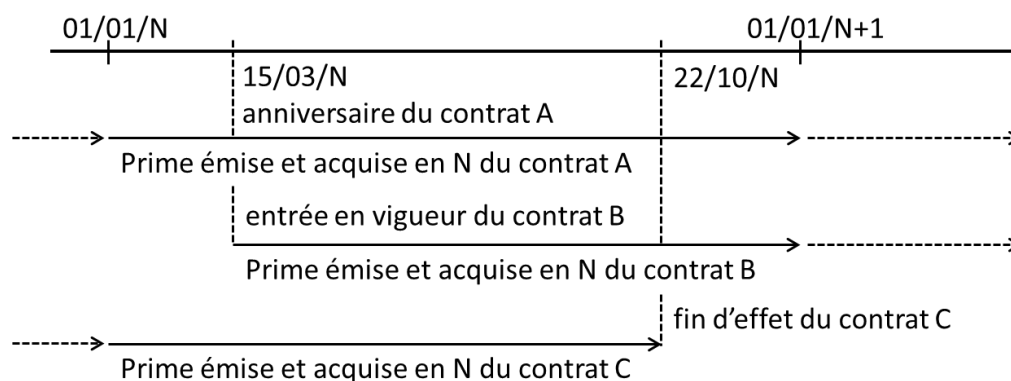 01/01/N
01/01/N+1
15/03/N
22/10/N
anniversaire du contrat A
Prime émise et acquise en N du contrat A
entrée en vigueur du contrat B
Prime émise et acquise en N du contrat B
fin d'effet du contrat C
Prime émise et acquise en N du contrat C